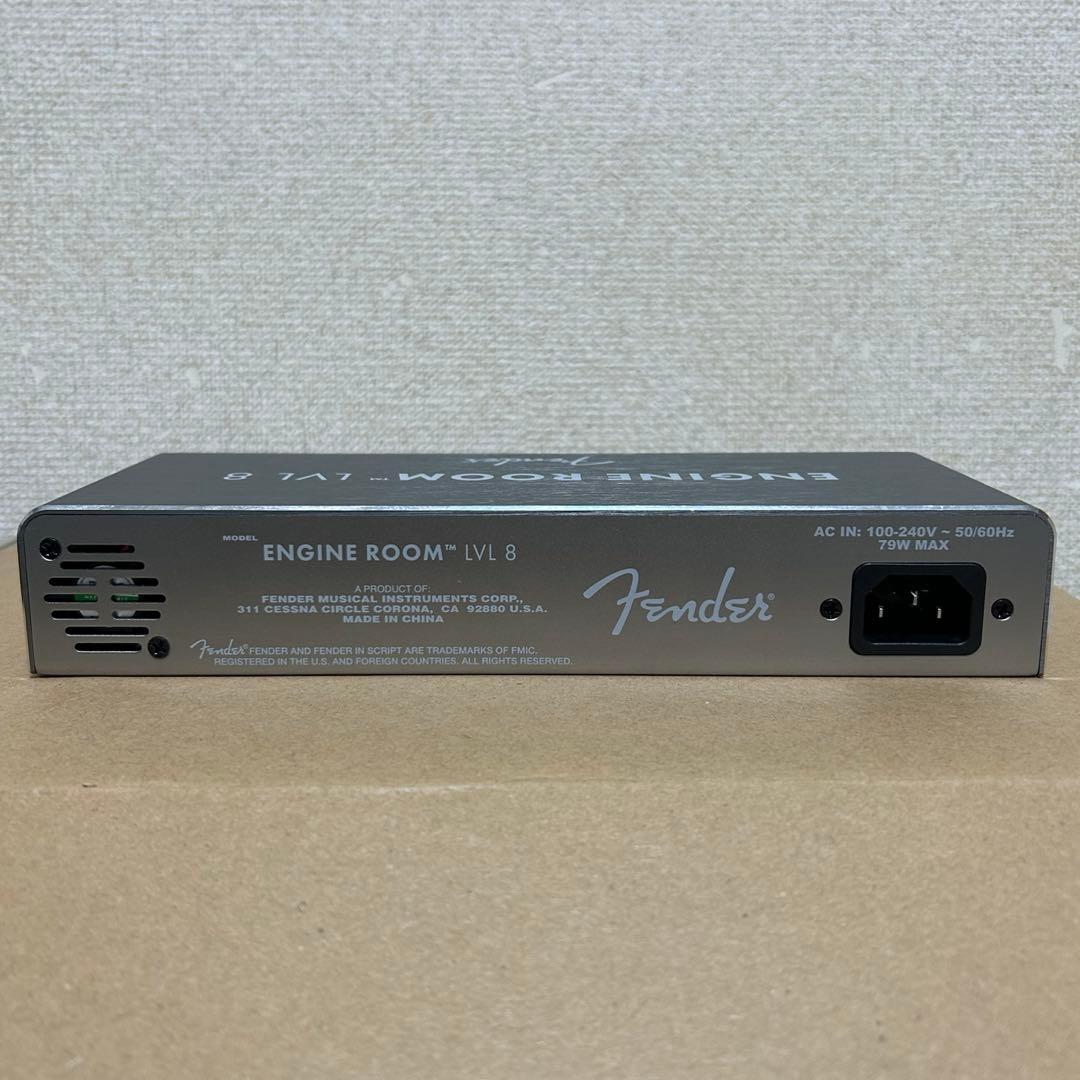 Fender
ENGINE ROOM™ LVL 8
MODEL
ENGINE ROOM™ LVL 8
A PRODUCT OF:
FENDER MUSICAL INSTRUMENTS CORP.,
311 CESSNA CIRCLE CORONA, CA 92880 U.S.A.
MADE IN CHINA
Fender® FENDER AND FENDER IN SCRIPT ARE TRADEMARKS OF FMIC.
REGISTERED IN THE U.S. AND FOREIGN COUNTRIES. ALL RIGHTS RESERVED.
Fender®
AC IN: 100-240V ~ 50/60Hz
79W MAX